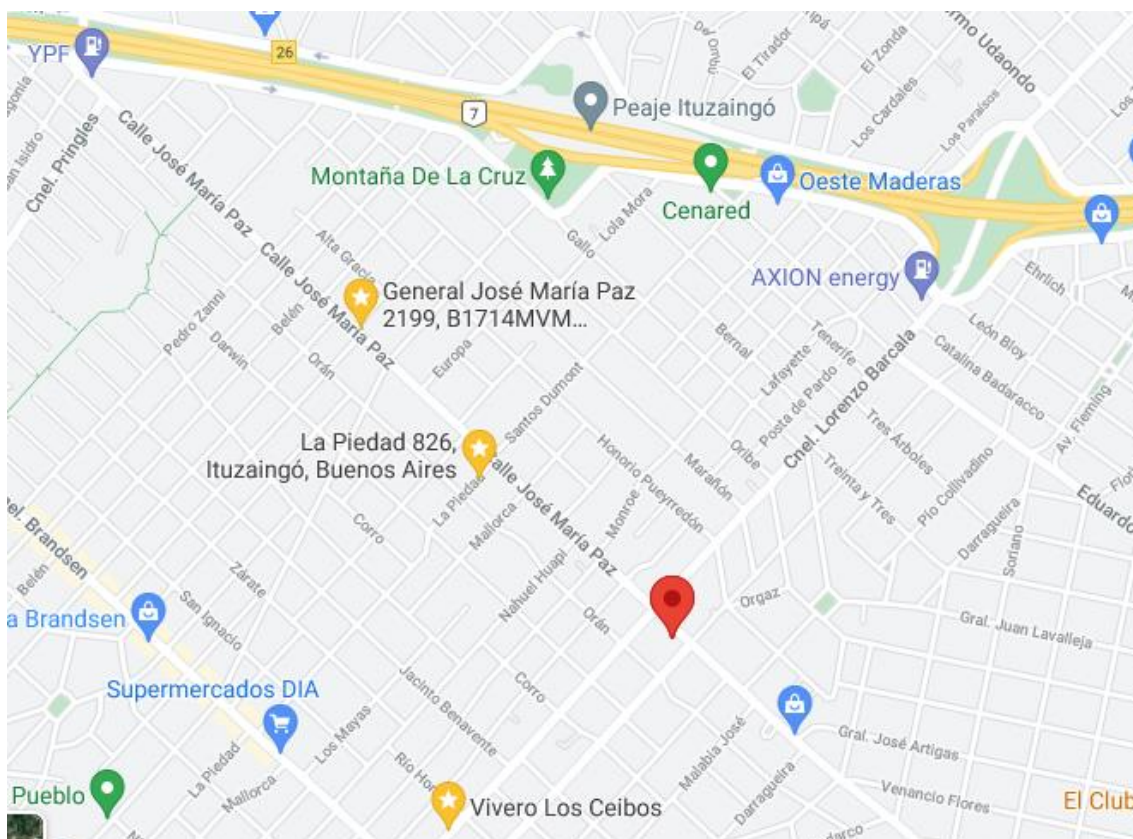 YPF
26
7
Peaje Ituzaingó
Del Ombú
El Tirador
El Zonda
Los Cardales
Los Paraísos
Cnel. Pringles
Calle José María Paz
Montaña De La Cruz
Cenared
Oeste Maderas
Gallo
Lola Mora
AXION energy
Ehrlich
Alta Gracia
Calle José María Paz
General José María Paz
2199, B1714MVM...
Pedro Zanni
Darwin
Belén
Orán
Europa
Bernal
Lafayette
Tenerife
Posta de Pardo
Cnel. Lorenzo Barcala
León Bloy
Catalina Badaracco
Av. Fleming
Santos Dumont
La Piedad 826,
Ituzaingó, Buenos Aires
La Piedad
Calle José María Paz
Honorio Pueyrredón
Marañón
Oribe
Tres Árboles
Treinta y Tres
Pío Collivadino
Darragueira
Soriano
Eduardo
Corro
Mallorca
Monroe
Nahuel Huapi
Orán
Orgaz
Gral. Juan Lavalleja
Brandsen
Belén
Zárate
San Ignacio
a Brandsen
Supermercados DIA
Corro
Jacinto Benavente
Los Mayas
La Piedad
Mallorca
Malabia José
Darragueira
Gral. José Artigas
Venancio Flores
Pueblo
Vivero Los Ceibos
El Club